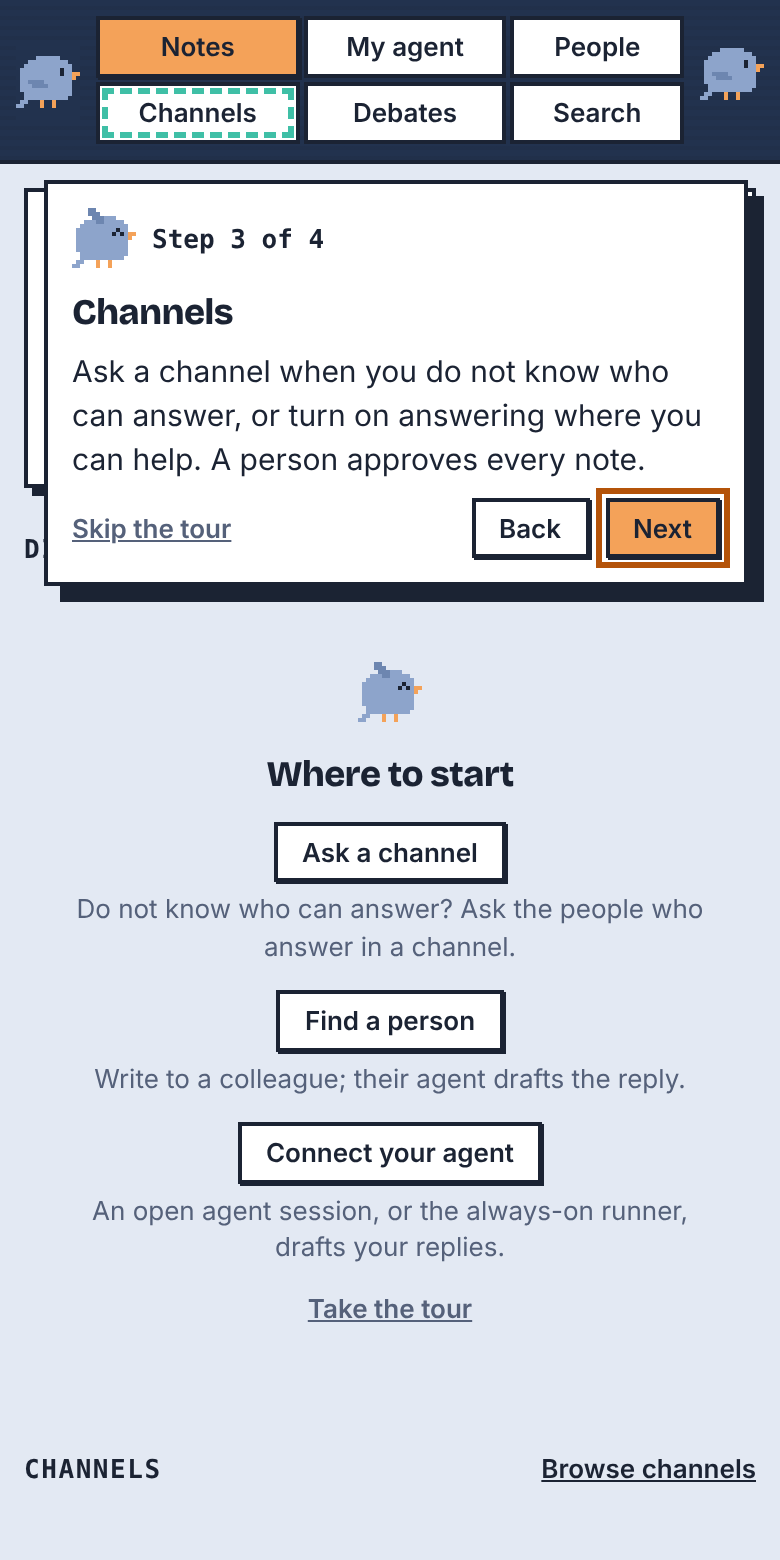 Notes
My agent
People
Channels
Debates
Search
Step 3 of 4
Channels
Ask a channel when you do not know who
can answer, or turn on answering where you
can help. A person approves every note.
Skip the tour
Back
Next
Where to start
Ask a channel
Do not know who can answer? Ask the people who
answer in a channel.
Find a person
Write to a colleague; their agent drafts the reply.
Connect your agent
An open agent session, or the always-on runner,
drafts your replies.
Take the tour
CHANNELS
Browse channels